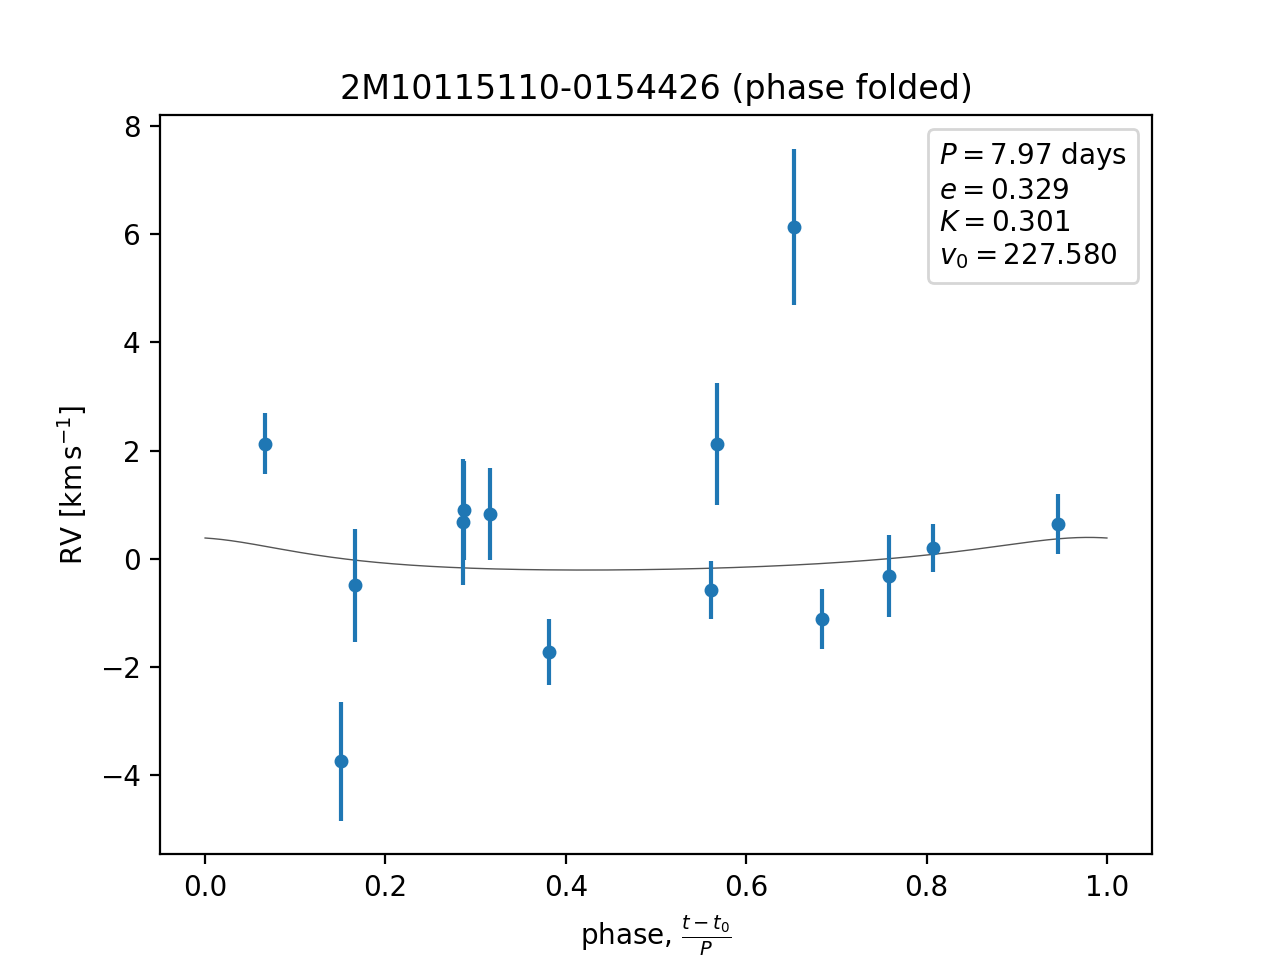 2M10115110-0154426 (phase folded)
P = 7.97 days
e = 0.329
K = 0.301
v₀ = 227.580
8
6
4
2
0
−2
−4
RV [km s⁻¹]
0.0 0.2 0.4 0.6 0.8 1.0
phase, (t − t₀)/P